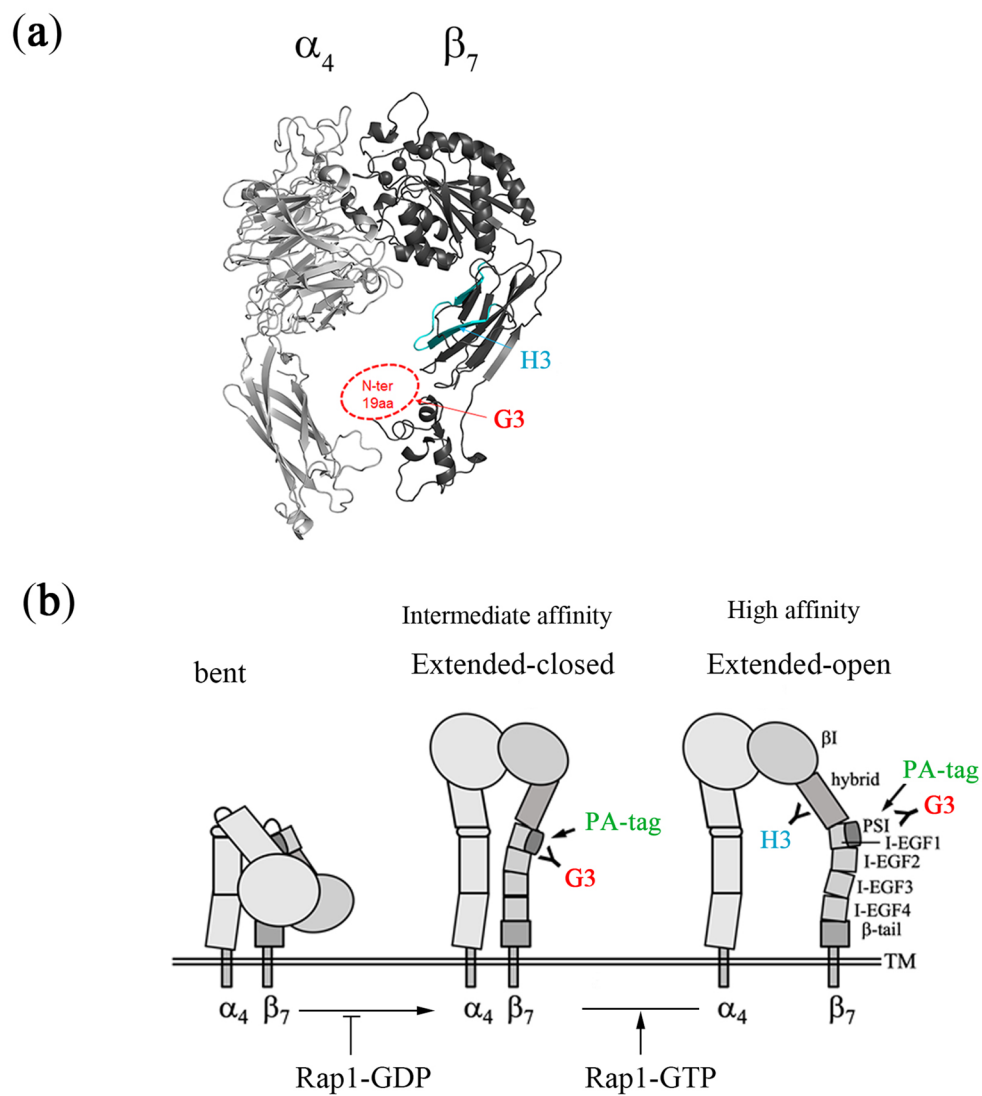 (a)
α4
β7
H3
N-ter
19aa
G3
(b)
Intermediate affinity
High affinity
bent
Extended-closed
Extended-open
βI
hybrid
PA-tag
G3
PSI
PA-tag
H3
I-EGF1
G3
I-EGF2
I-EGF3
I-EGF4
β-tail
TM
α4
β7
α4
β7
α4
β7
Rap1-GDP
Rap1-GTP